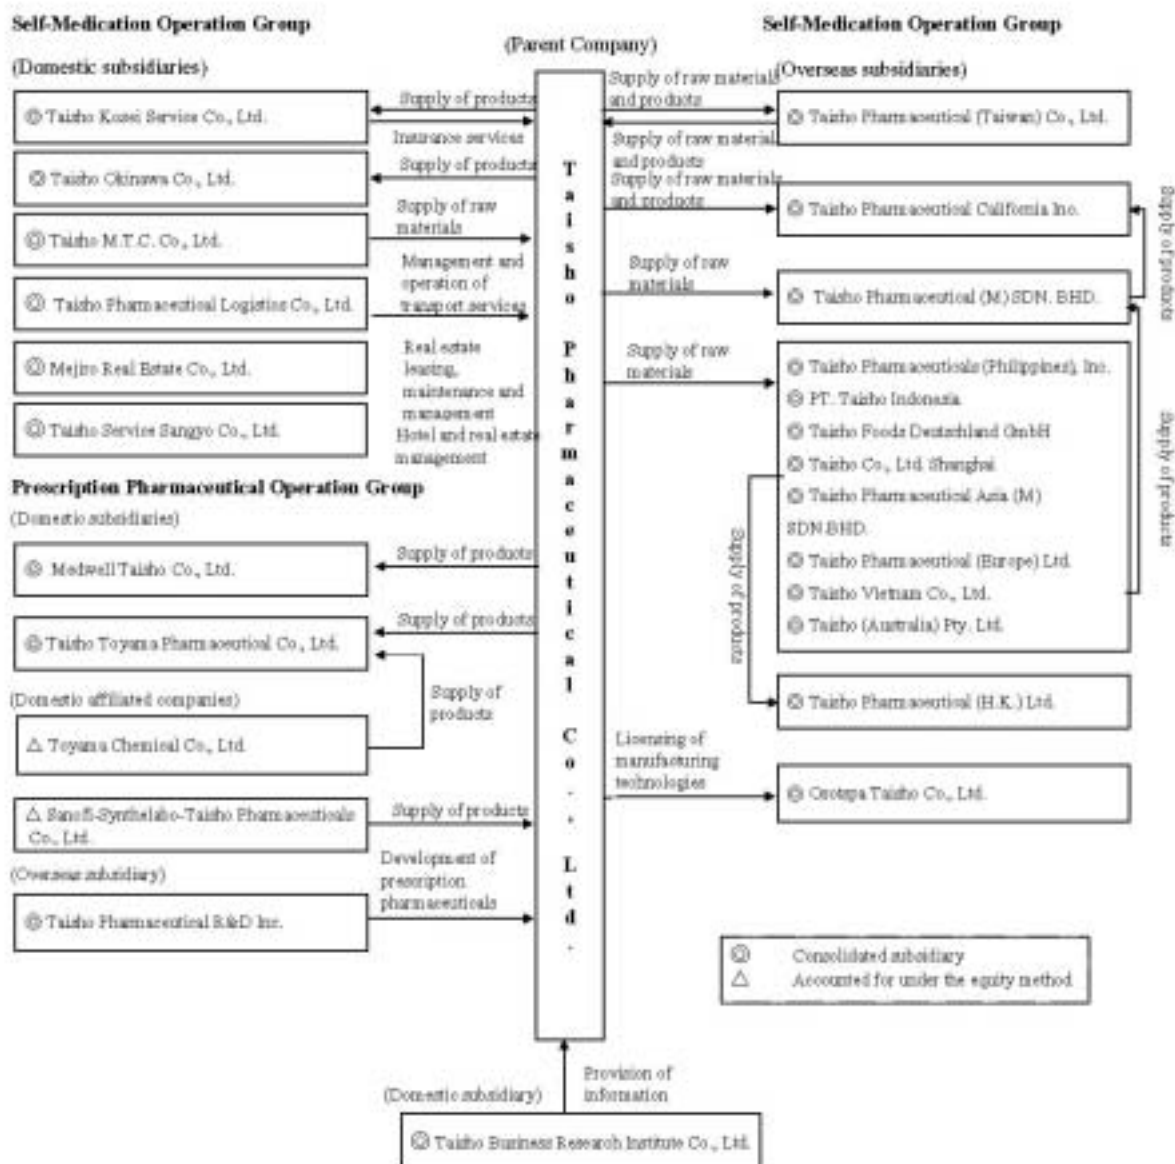 Self-Medication Operation Group
(Domestic subsidiaries)
◎ Taisho Kosei Service Co., Ltd.
◎ Taisho Okinawa Co., Ltd.
◎ Taisho M.T.C. Co., Ltd.
◎ Taisho Pharmaceutical Logistics Co., Ltd.
◎ Mejiro Real Estate Co., Ltd.
◎ Taisho Service Sangyo Co., Ltd.
Supply of products
Insurance services
Supply of products
Supply of raw
materials
Management and
operation of
transport services
Real estate
leasing,
maintenance and
management
Hotel and real estate
management
Prescription Pharmaceutical Operation Group
(Domestic subsidiaries)
◎ Medwell Taisho Co., Ltd.
Supply of products
◎ Taisho Toyama Pharmaceutical Co., Ltd.
Supply of products
(Domestic affiliated companies)
△ Toyama Chemical Co., Ltd.
Supply of
products
△ Sanofi-Synthelabo-Taisho Pharmaceuticals
Co., Ltd.
Supply of products
(Overseas subsidiary)
◎ Taisho Pharmaceutical R&D Inc.
Development of
prescription
pharmaceuticals
(Parent Company)
Taisho Pharmaceutical Co., Ltd.
Self-Medication Operation Group
(Overseas subsidiaries)
Supply of raw materials
and products
Supply of raw materials
and products
◎ Taisho Pharmaceutical (Taiwan) Co., Ltd.
Supply of raw materials
and products
◎ Taisho Pharmaceutical California Inc.
Supply of raw
materials
◎ Taisho Pharmaceutical (M) SDN. BHD.
Supply of products
Supply of raw
materials
◎ Taisho Pharmaceuticals (Philippines), Inc.
◎ PT. Taisho Indonesia
◎ Taisho Foods Deutschland GmbH
◎ Taisho Co., Ltd. Shanghai
◎ Taisho Pharmaceutical Asia (M)
SDN.BHD.
◎ Taisho Pharmaceutical (Europe) Ltd.
◎ Taisho Vietnam Co., Ltd.
◎ Taisho (Australia) Pty. Ltd.
Supply of products
Supply of products
◎ Taisho Pharmaceutical (H.K.) Ltd.
Licensing of
manufacturing
technologies
◎ Osotspa Taisho Co., Ltd.
◎ Consolidated subsidiary
△ Accounted for under the equity method
(Domestic subsidiary)
Provision of
information
◎ Taisho Business Research Institute Co., Ltd.